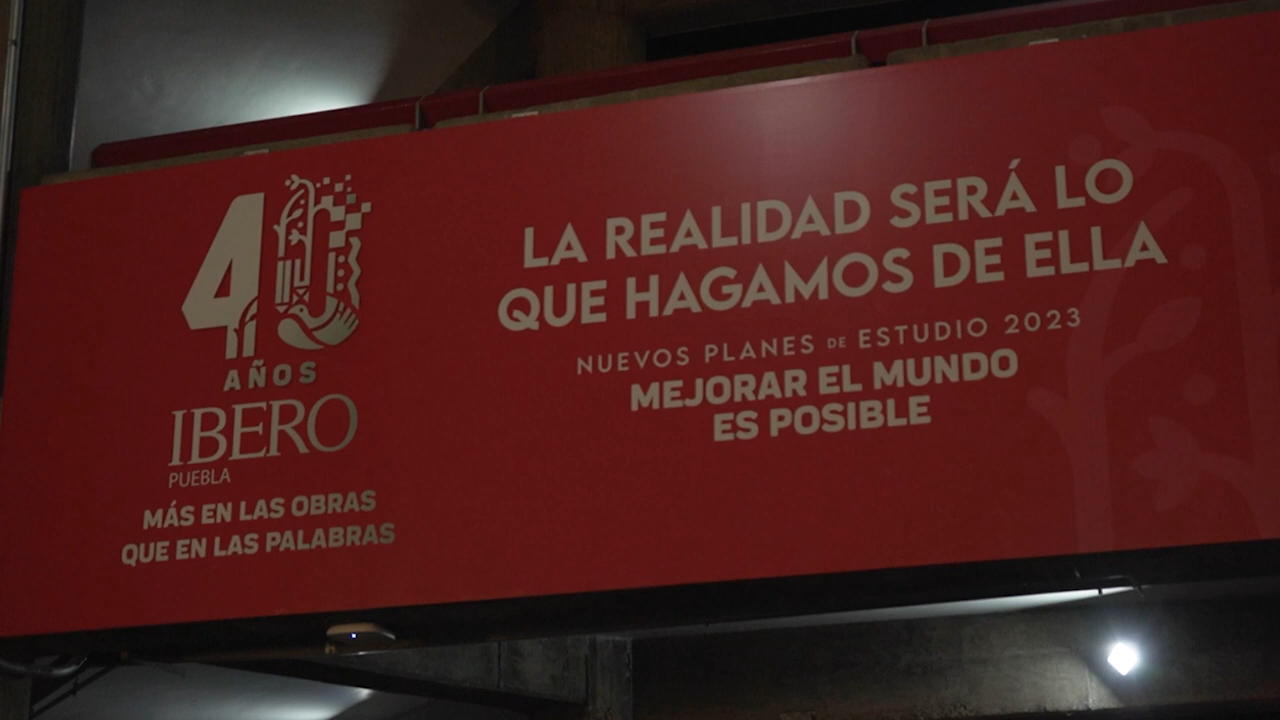 40
AÑOS
IBERO
PUEBLA
MÁS EN LAS OBRAS
QUE EN LAS PALABRAS
LA REALIDAD SERÁ LO
QUE HAGAMOS DE ELLA
NUEVOS PLANES DE ESTUDIO 2023
MEJORAR EL MUNDO
ES POSIBLE